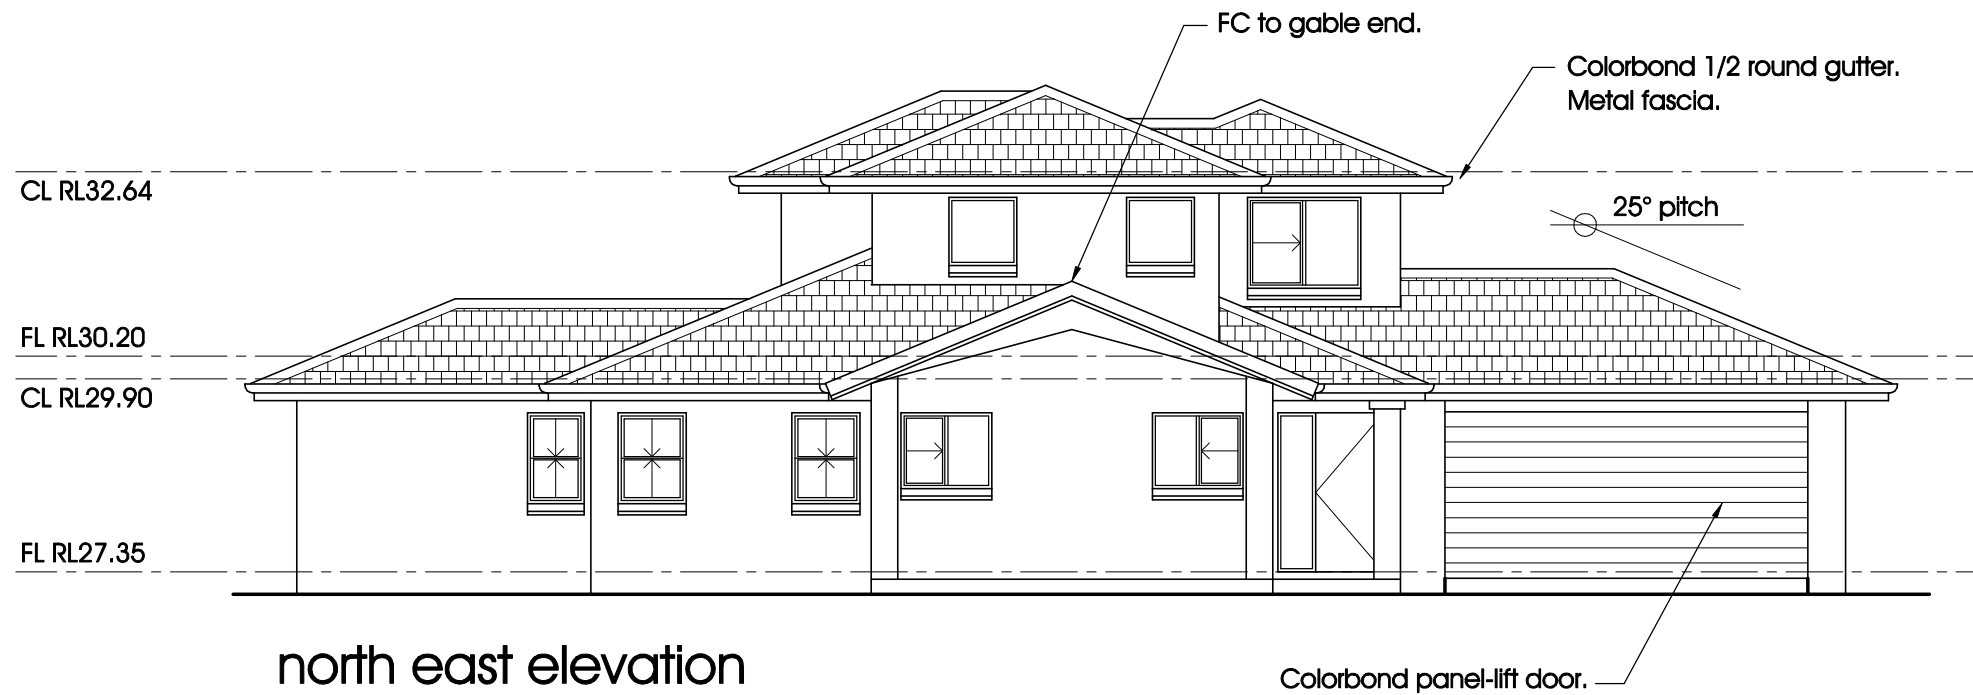 FC to gable end.
Colorbond 1/2 round gutter.
Metal fascia.
CL RL32.64
25° pitch
FL RL30.20
CL RL29.90
FL RL27.35
north east elevation
Colorbond panel-lift door.